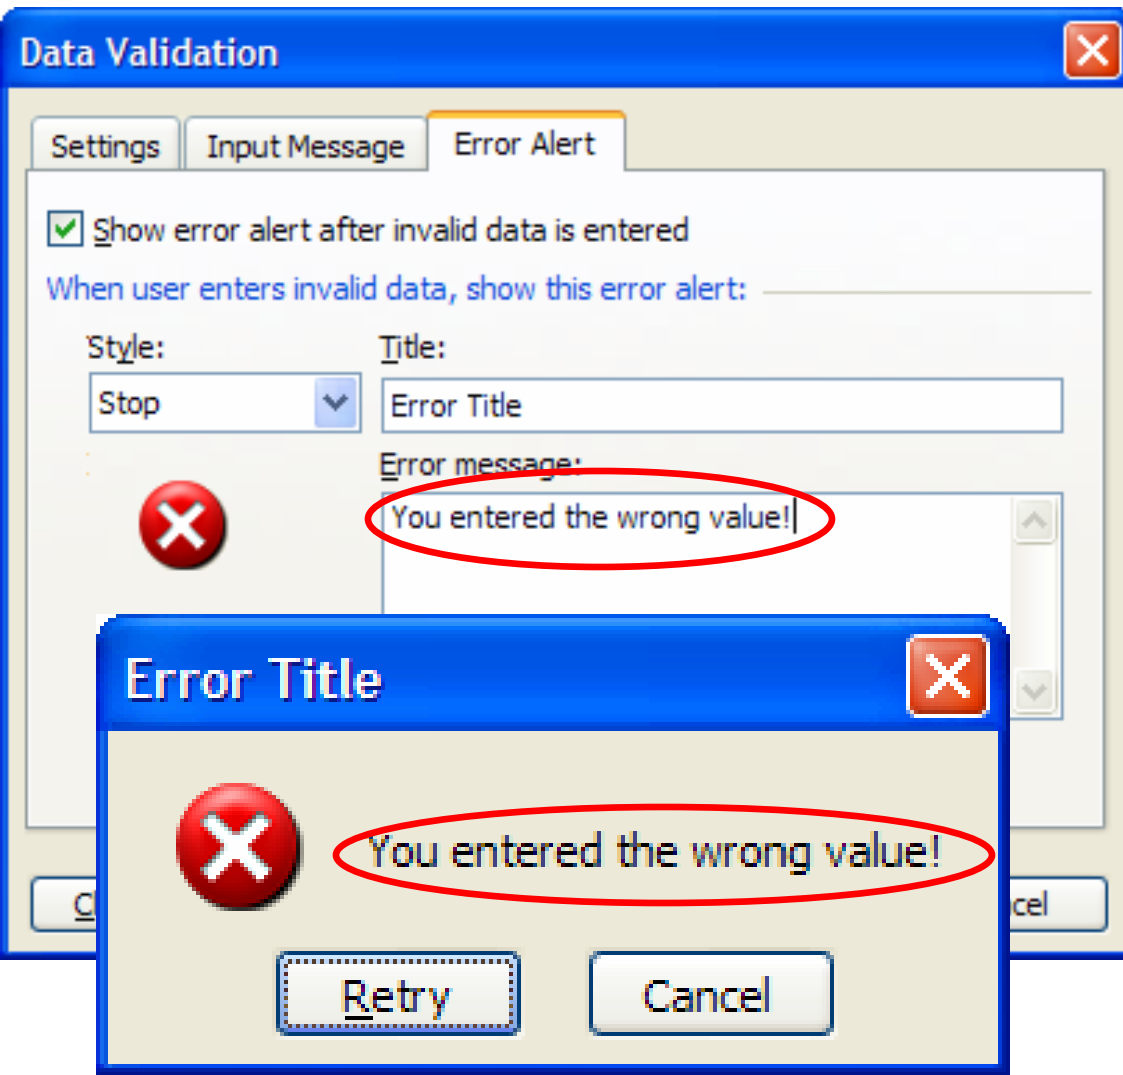 Data Validation
Settings Input Message Error Alert
Show error alert after invalid data is entered
When user enters invalid data, show this error alert:
Style: Title:
Stop Error Title
Error message:
You entered the wrong value!
Error Title
You entered the wrong value!
Retry Cancel